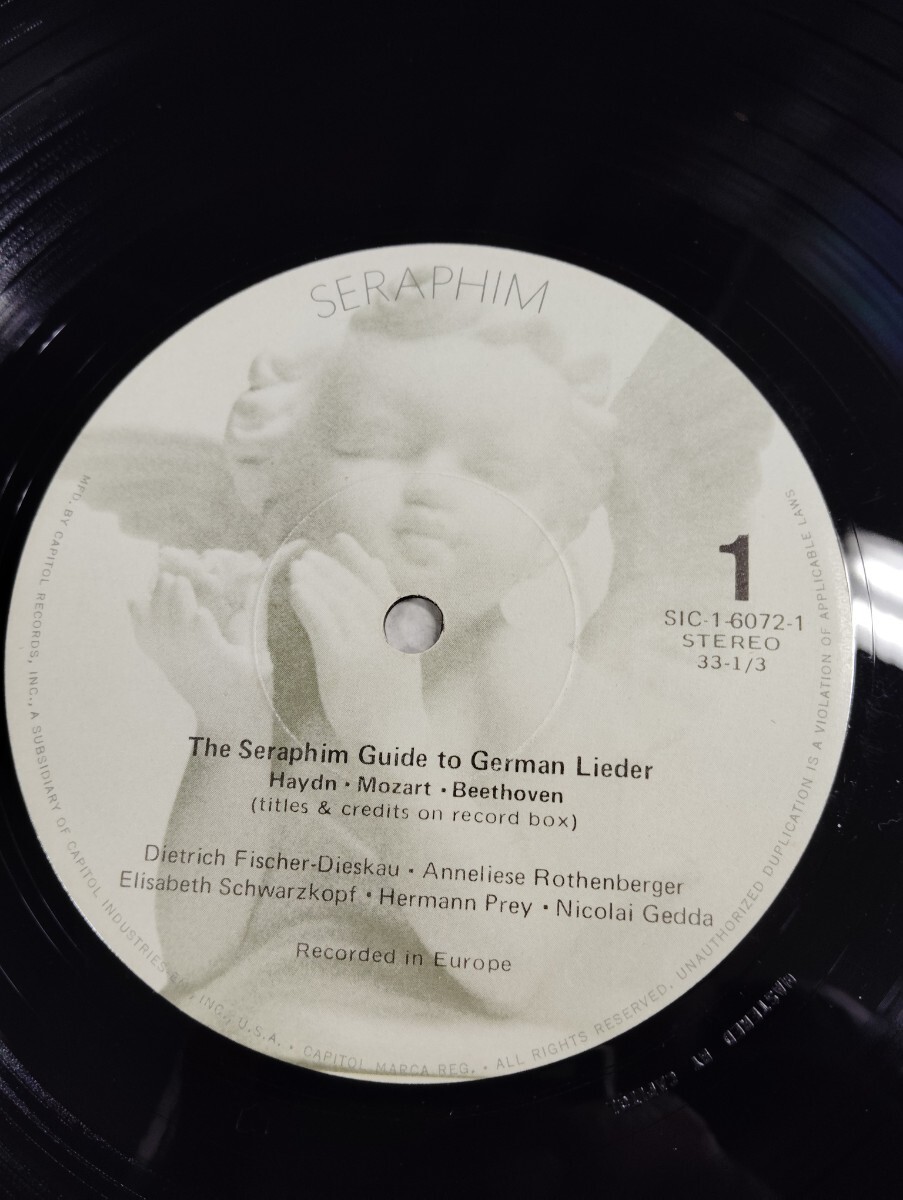 SERAPHIM
1
SIC-1-6072-1
STEREO
33-1/3
The Seraphim Guide to German Lieder
Haydn • Mozart • Beethoven
(titles & credits on record box)
Dietrich Fischer-Dieskau • Anneliese Rothenberger
Elisabeth Schwarzkopf • Hermann Prey • Nicolai Gedda
Recorded in Europe
MFD. BY CAPITOL RECORDS, INC., A SUBSIDIARY OF CAPITOL INDUSTRIES INC., U.S.A. • CAPITOL MARCA REG. • ALL RIGHTS RESERVED. UNAUTHORIZED DUPLICATION IS A VIOLATION OF APPLICABLE LAWS
MASTERED BY CAPITOL